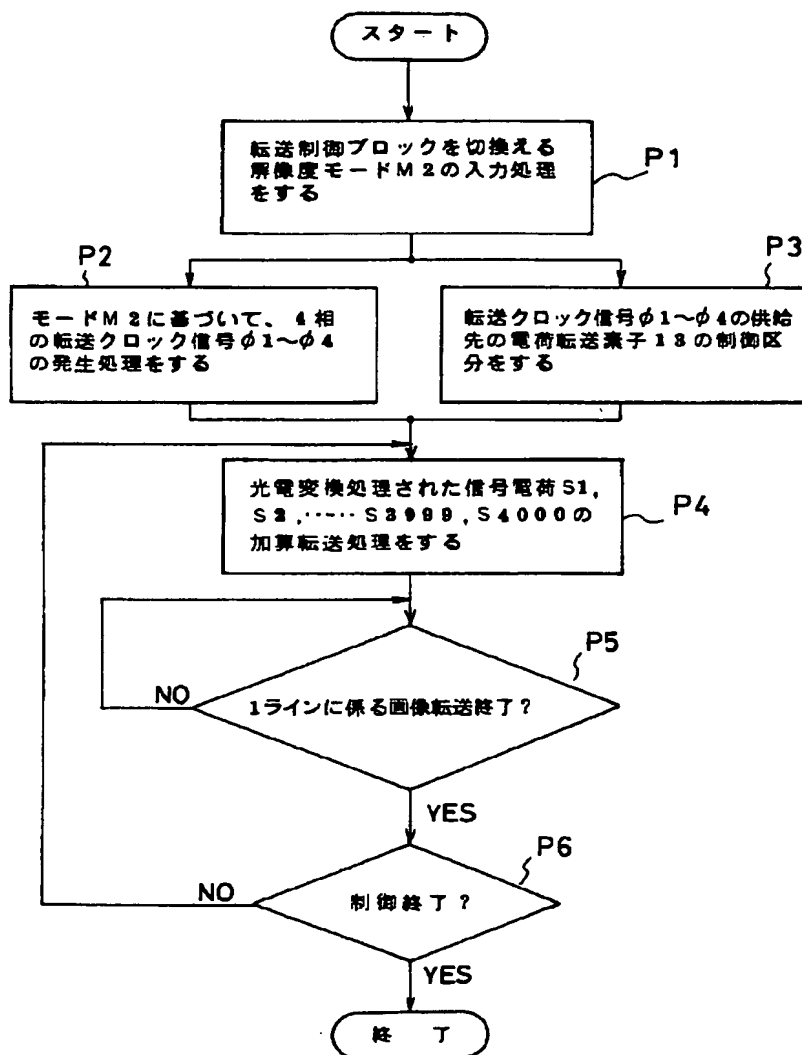 スタート
転送制御ブロックを切換える
解像度モードM2の入力処理
をする
P1
P2
モードM2に基づいて、4相
の転送クロック信号φ1~φ4
の発生処理をする
P3
転送クロック信号φ1~φ4の供給
先の電荷転送素子13の制御区
分をする
光電変換処理された信号電荷S1,
S2,……S3999,S4000の
加算転送処理をする
P4
P5
1ラインに係る画像転送終了?
NO
YES
P6
制御終了?
NO
YES
終 了